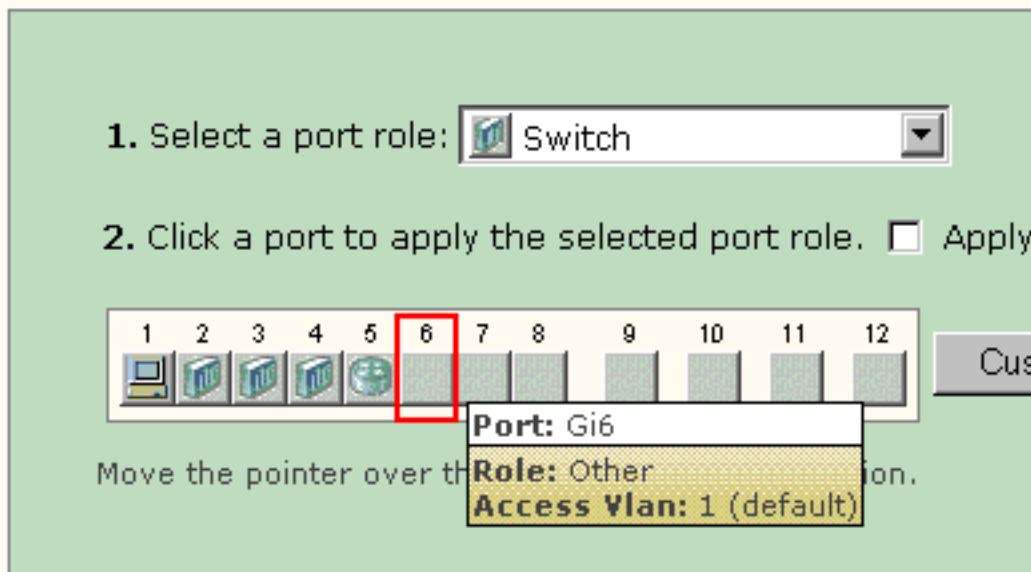 1. Select a port role: Switch
2. Click a port to apply the selected port role. Apply
1 2 3 4 5 6 7 8 9 10 11 12
Cus
Port: Gi6
Move the pointer over th ion.
Role: Other
Access Vlan: 1 (default)